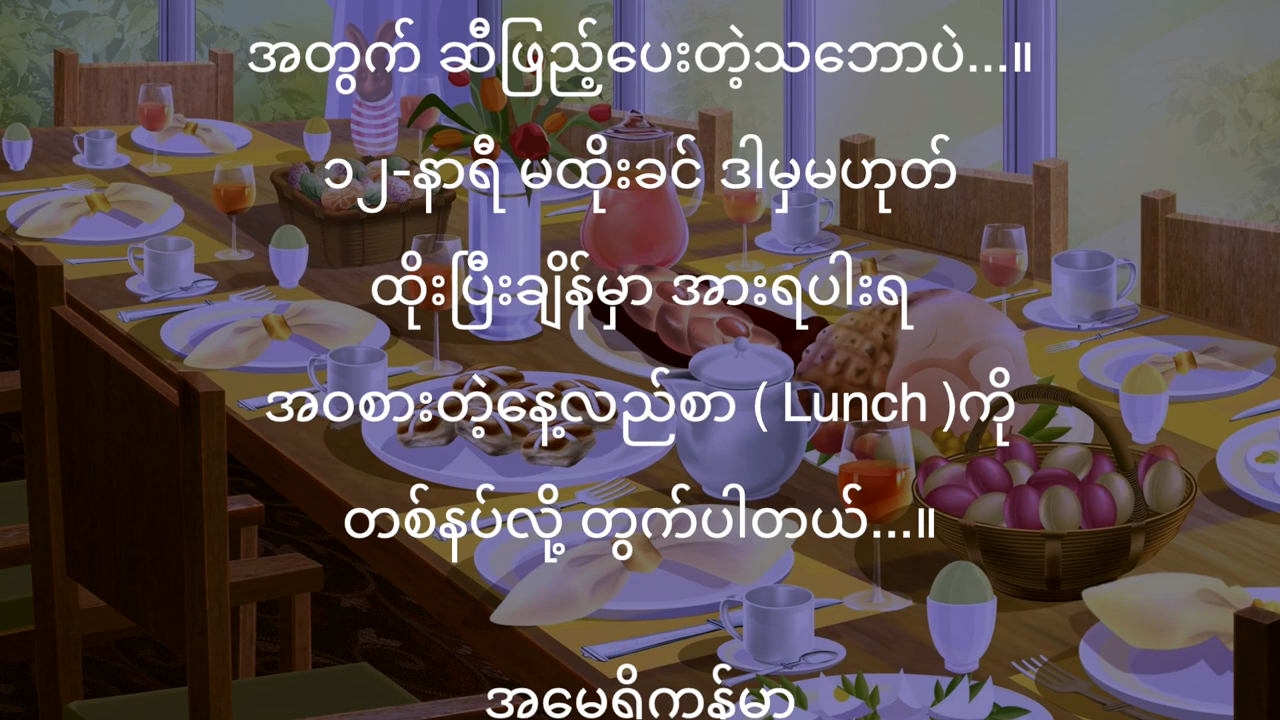 အတွက် ဆီဖြည့်ပေးတဲ့သဘောပဲ...။
၁၂-နာရီ မထိုးခင် ဒါမှမဟုတ်
ထိုးပြီးချိန်မှာ အားရပါးရ
အဝစားတဲ့နေ့လည်စာ ( Lunch )ကို
တစ်နပ်လို့ တွက်ပါတယ်...။
အမေရိကန်မှာ